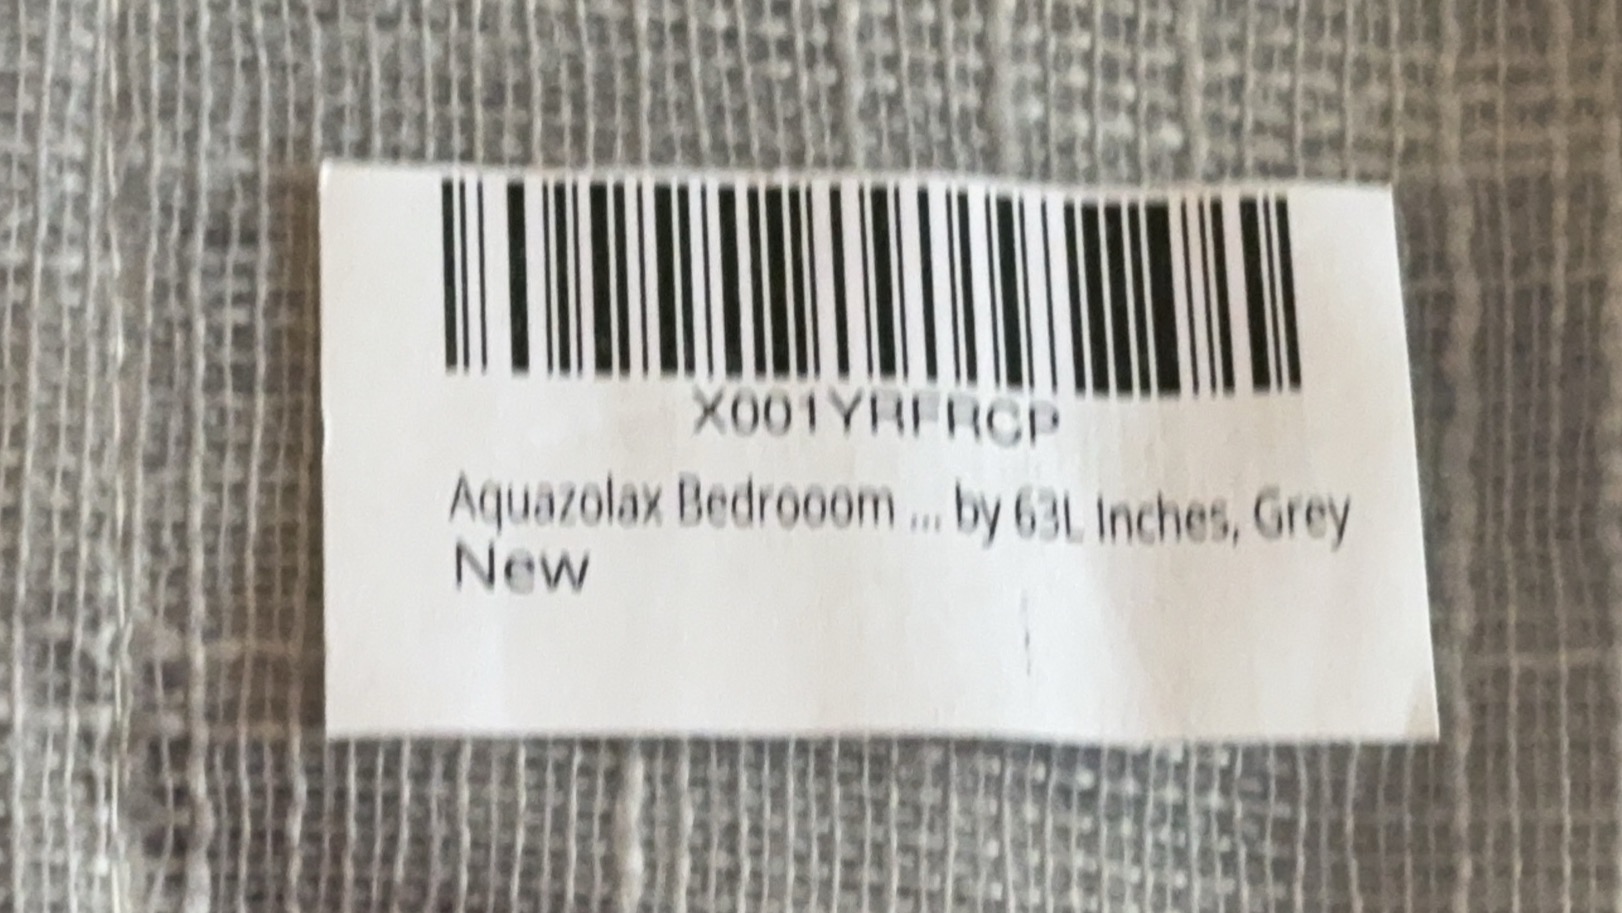 X001YRFRCP
Aquazolax Bedrooom ... by 63L Inches, Grey
New